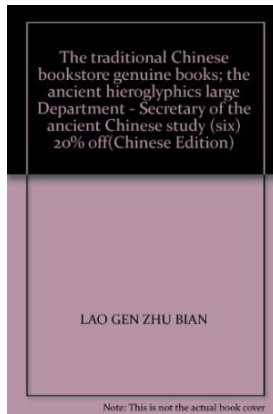 The traditional Chinese
bookstore genuine books; the
ancient hieroglyphics large
Department - Secretary of the
ancient Chinese study (six)
20% off(Chinese Edition)
LAO GEN ZHU BIAN
Note: This is not the actual book cover